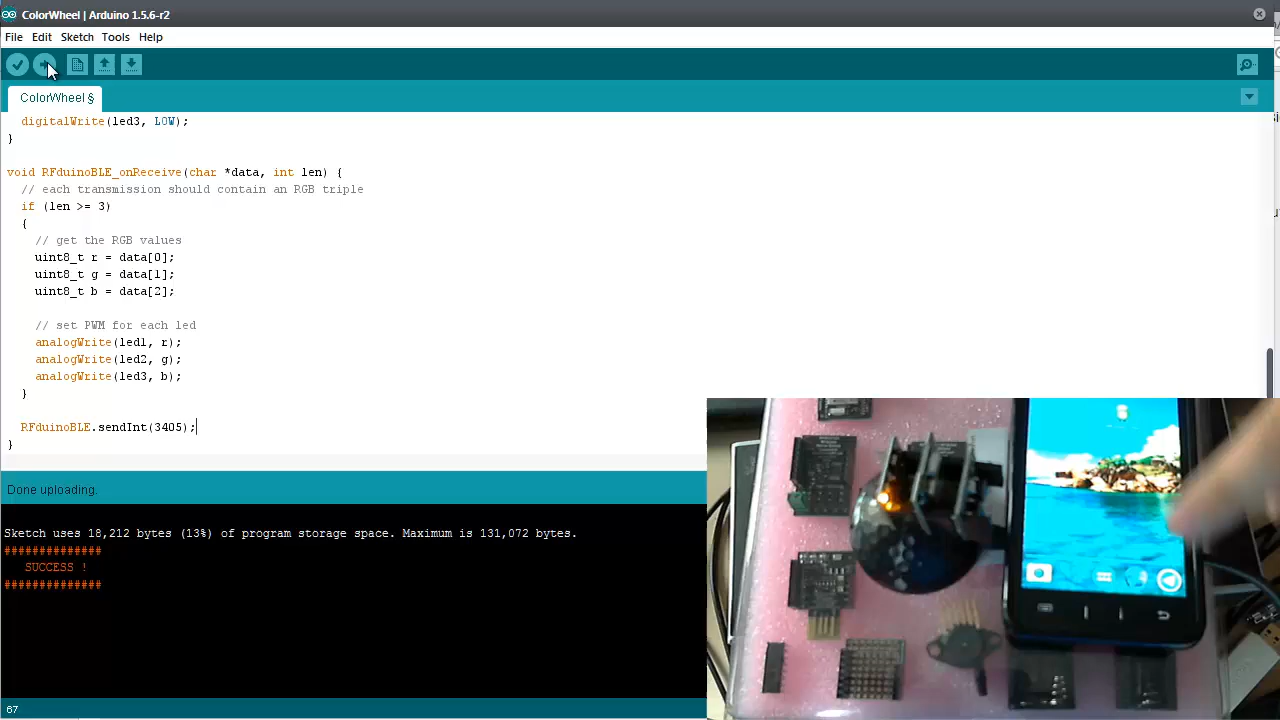 ColorWheel | Arduino 1.5.6-r2
File Edit Sketch Tools Help
ColorWheel §
digitalWrite(led3, LOW);
}
void RFduinoBLE_onReceive(char *data, int len) {
// each transmission should contain an RGB triple
if (len >= 3)
{
// get the RGB values
uint8_t r = data[0];
uint8_t g = data[1];
uint8_t b = data[2];
// set PWM for each led
analogWrite(led1, r);
analogWrite(led2, g);
analogWrite(led3, b);
}
RFduinoBLE.sendInt(3405);
}
Done uploading.
Sketch uses 18,212 bytes (13%) of program storage space. Maximum is 131,072 bytes.
##############
SUCCESS !
##############
67